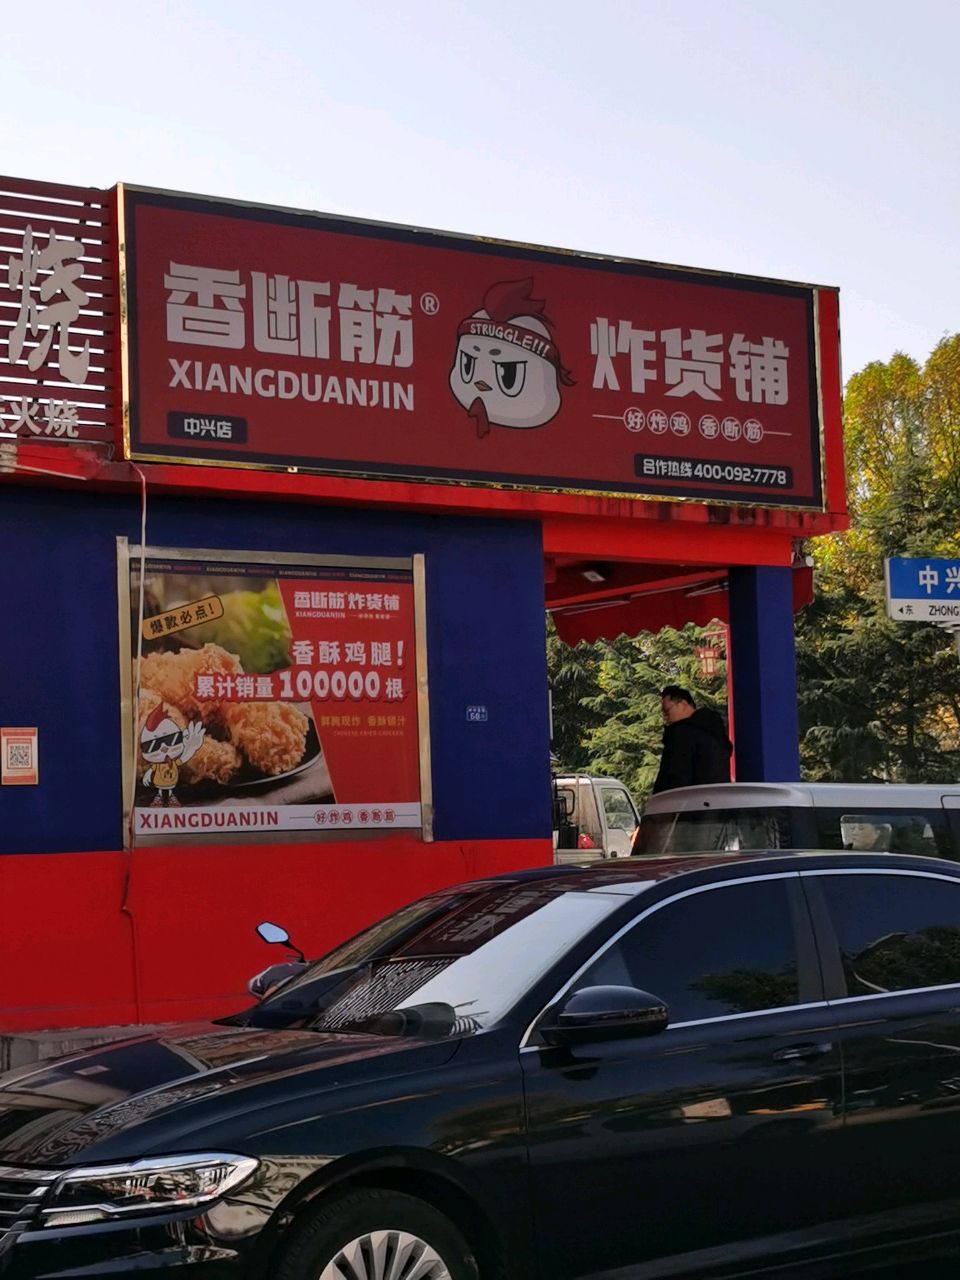 烧
火烧
香断筋®
XIANGDUANJIN
中兴店
STRUGGLE!!!
炸货铺
好炸鸡 香断筋
合作热线400-092-7778
爆款必点！
香断筋®炸货铺
XIANGDUANJIN
香酥鸡腿！
累计销量100000根
鲜腌现炸 香酥锁汁
CHINESE FRIED CHICKEN
XIANGDUANJIN
好炸鸡 香断筋
中兴
东 ZHONG